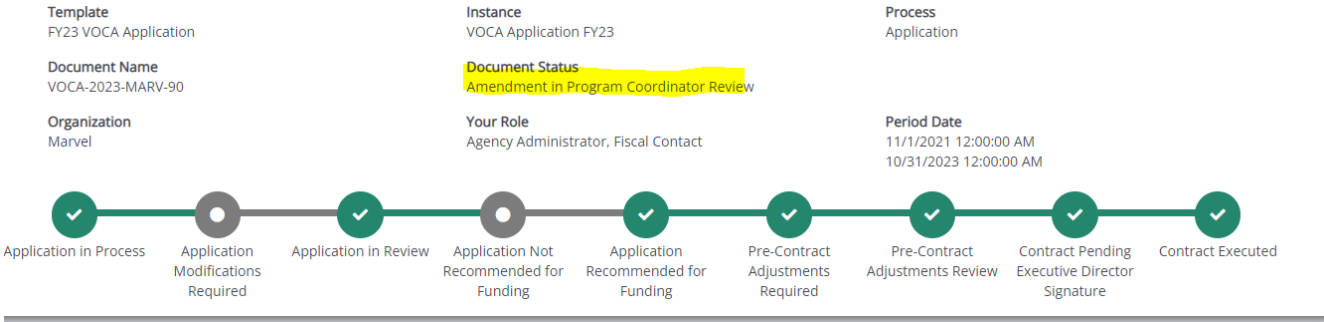 Template
FY23 VOCA Application
Instance
VOCA Application FY23
Process
Application
Document Name
VOCA-2023-MARV-90
Document Status
Amendment in Program Coordinator Review
Organization
Marvel
Your Role
Agency Administrator, Fiscal Contact
Period Date
11/1/2021 12:00:00 AM
10/31/2023 12:00:00 AM
Application in Process
Application
Modifications
Required
Application in Review
Application Not
Recommended for
Funding
Application
Recommended for
Funding
Pre-Contract
Adjustments
Required
Pre-Contract
Adjustments Review
Contract Pending
Executive Director
Signature
Contract Executed